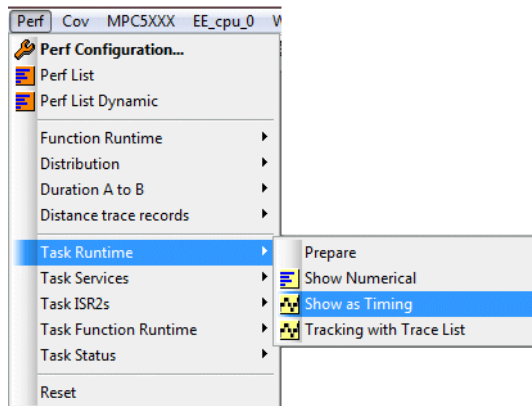 Perf Cov MPC5XXX EE_cpu_0
Perf Configuration...
Perf List
Perf List Dynamic
Function Runtime
Distribution
Duration A to B
Distance trace records
Task Runtime
Prepare
Task Services
Show Numerical
Task ISR2s
Show as Timing
Task Function Runtime
Tracking with Trace List
Task Status
Reset